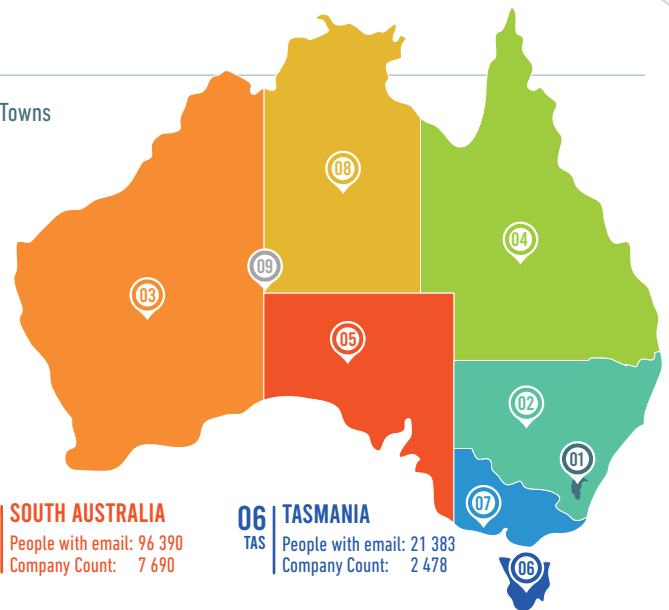 Towns
08
04
09
03
05
02
01
07
SOUTH AUSTRALIA
People with email: 96 390
Company Count: 7 690
06
TAS
TASMANIA
People with email: 21 383
Company Count: 2 478
06